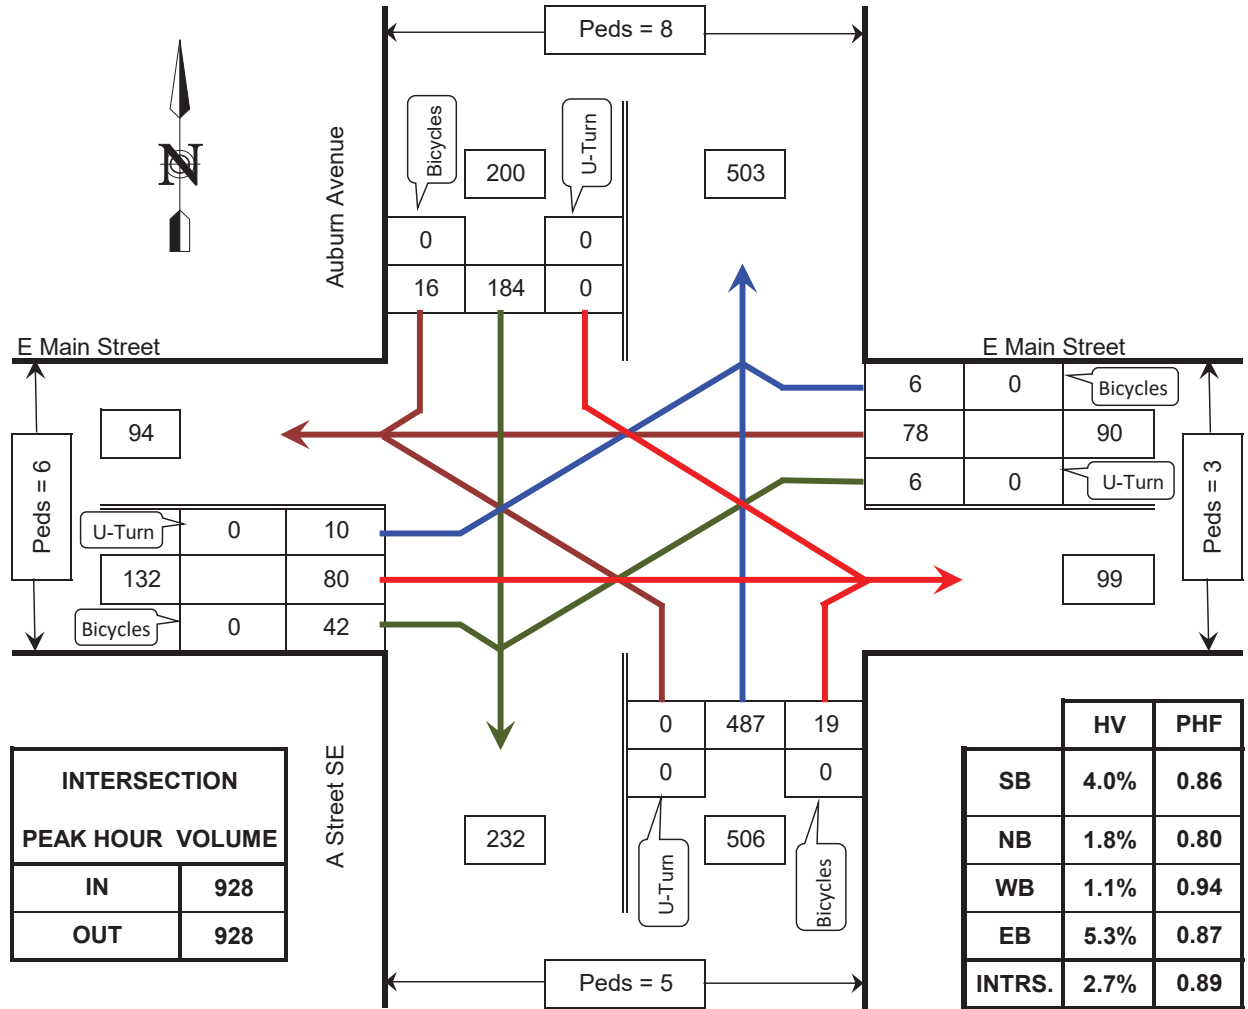 Peds = 8
N
Auburn Avenue
Bicycles
200
U-Turn
503
0
0
16 184 0
E Main Street
E Main Street
6 0 Bicycles
94
78 90
6 0 U-Turn
Peds = 6
Peds = 3
U-Turn 0 10
132 80
Bicycles 0 42
99
0 487 19
0 0
A Street SE
232
506
U-Turn
Bicycles
INTERSECTION
PEAK HOUR VOLUME
IN 928
OUT 928
HV PHF
SB 4.0% 0.86
NB 1.8% 0.80
WB 1.1% 0.94
EB 5.3% 0.87
INTRS. 2.7% 0.89
Peds = 5